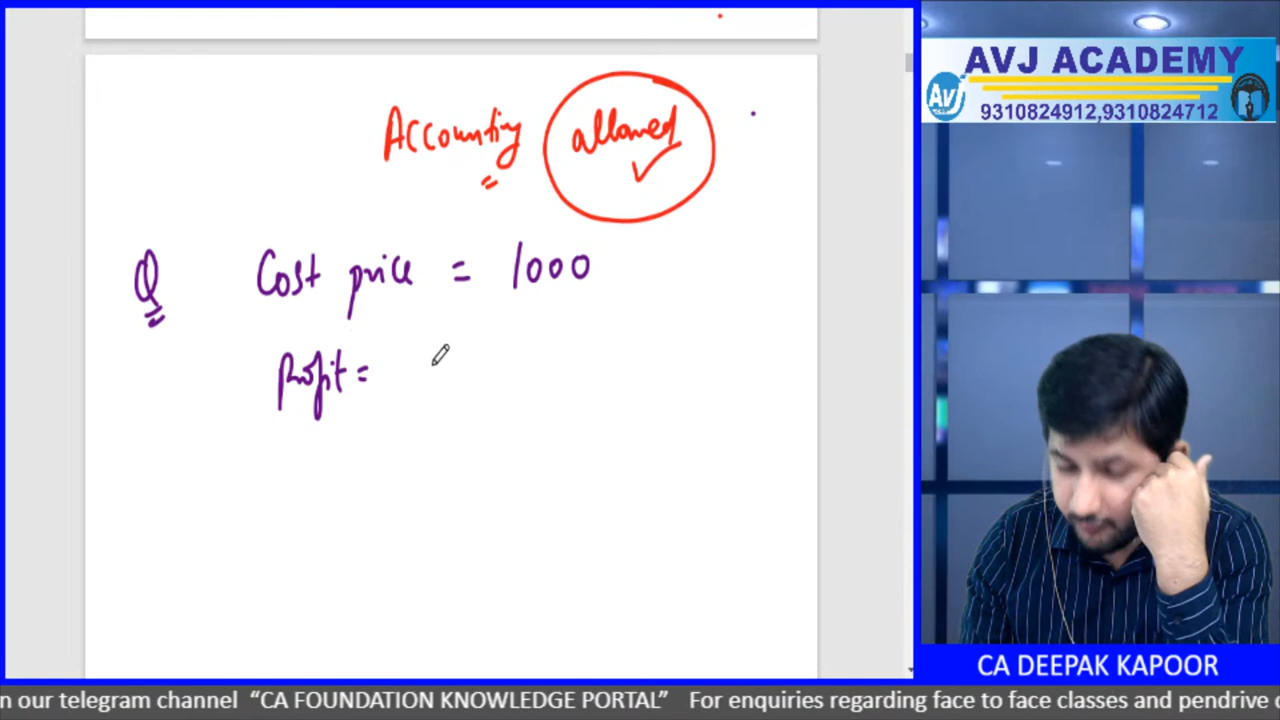 Accounting allowed
Q Cost price = 1000
Profit =
AVJ ACADEMY
AV
9310824912,9310824712
CA DEEPAK KAPOOR
n our telegram channel “CA FOUNDATION KNOWLEDGE PORTAL” For enquiries regarding face to face classes and pendrive c